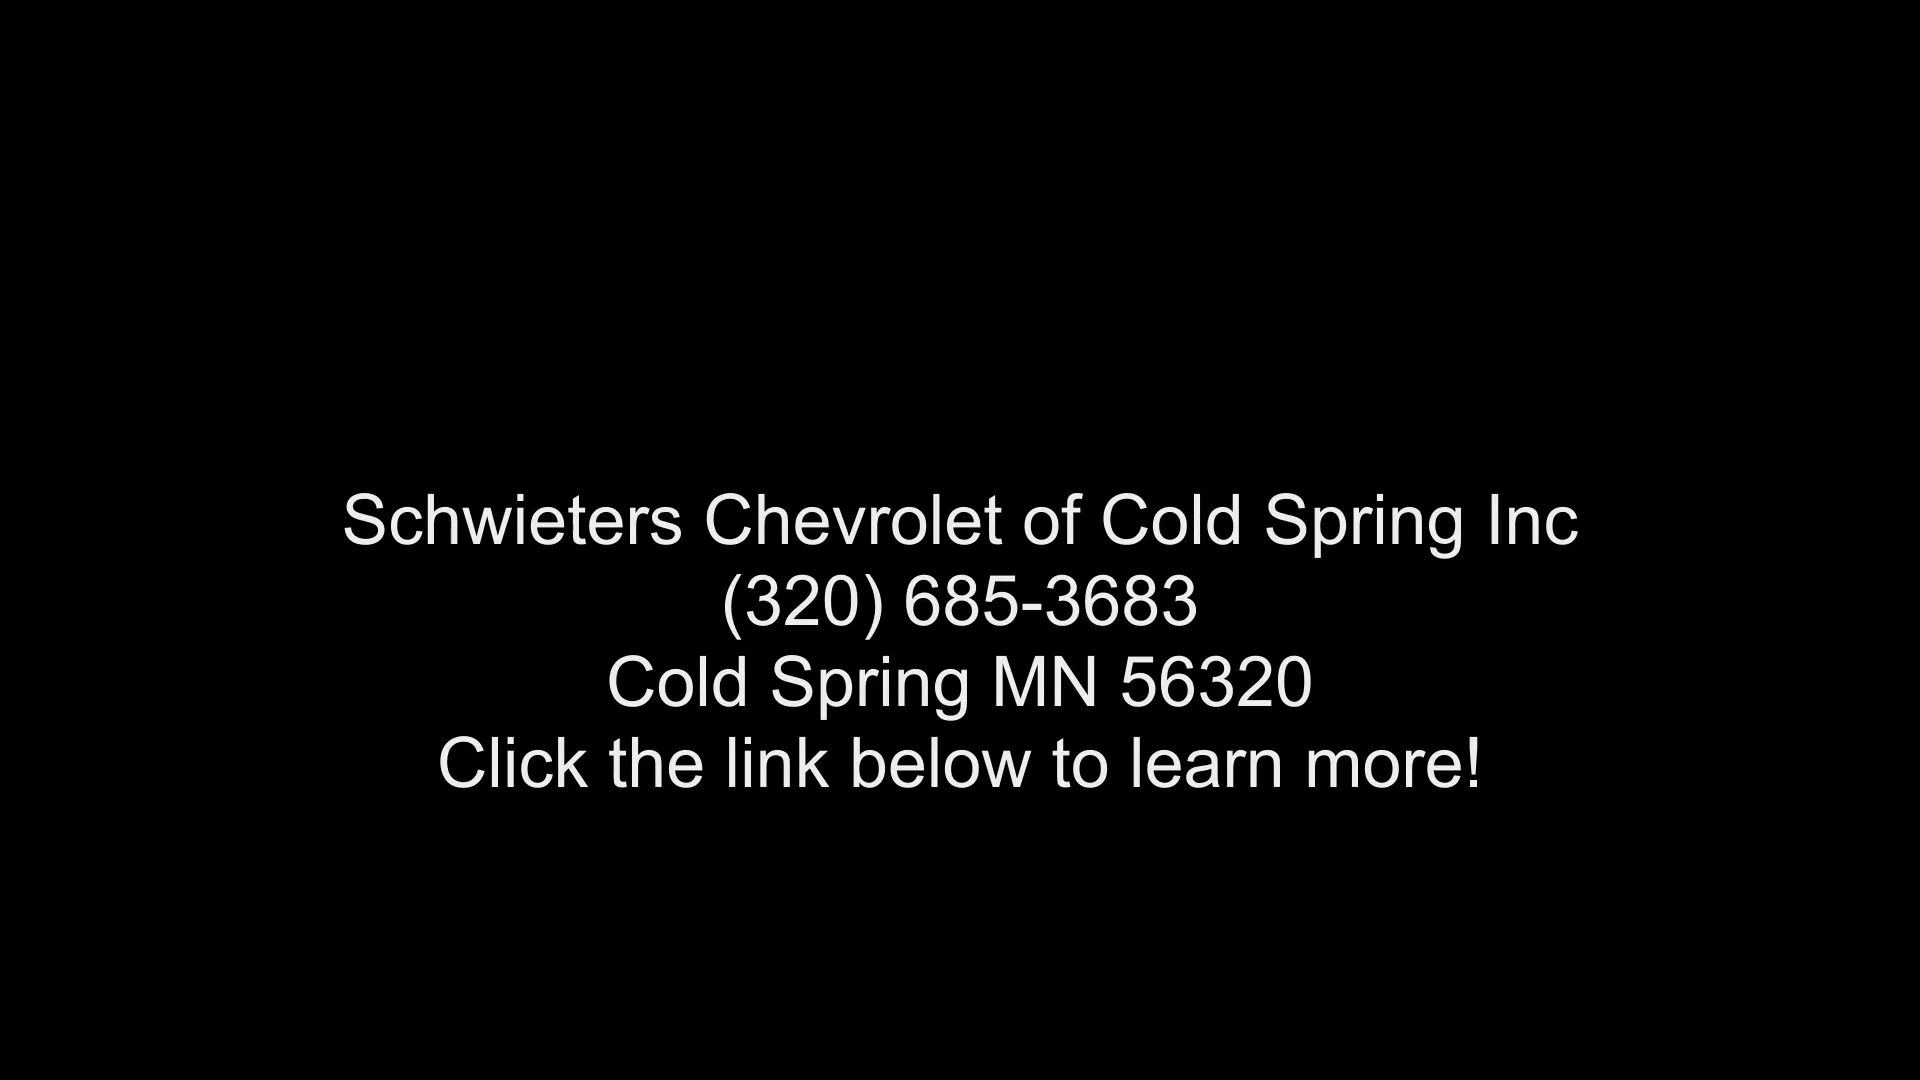 Schwieters Chevrolet of Cold Spring Inc
(320) 685-3683
Cold Spring MN 56320
Click the link below to learn more!